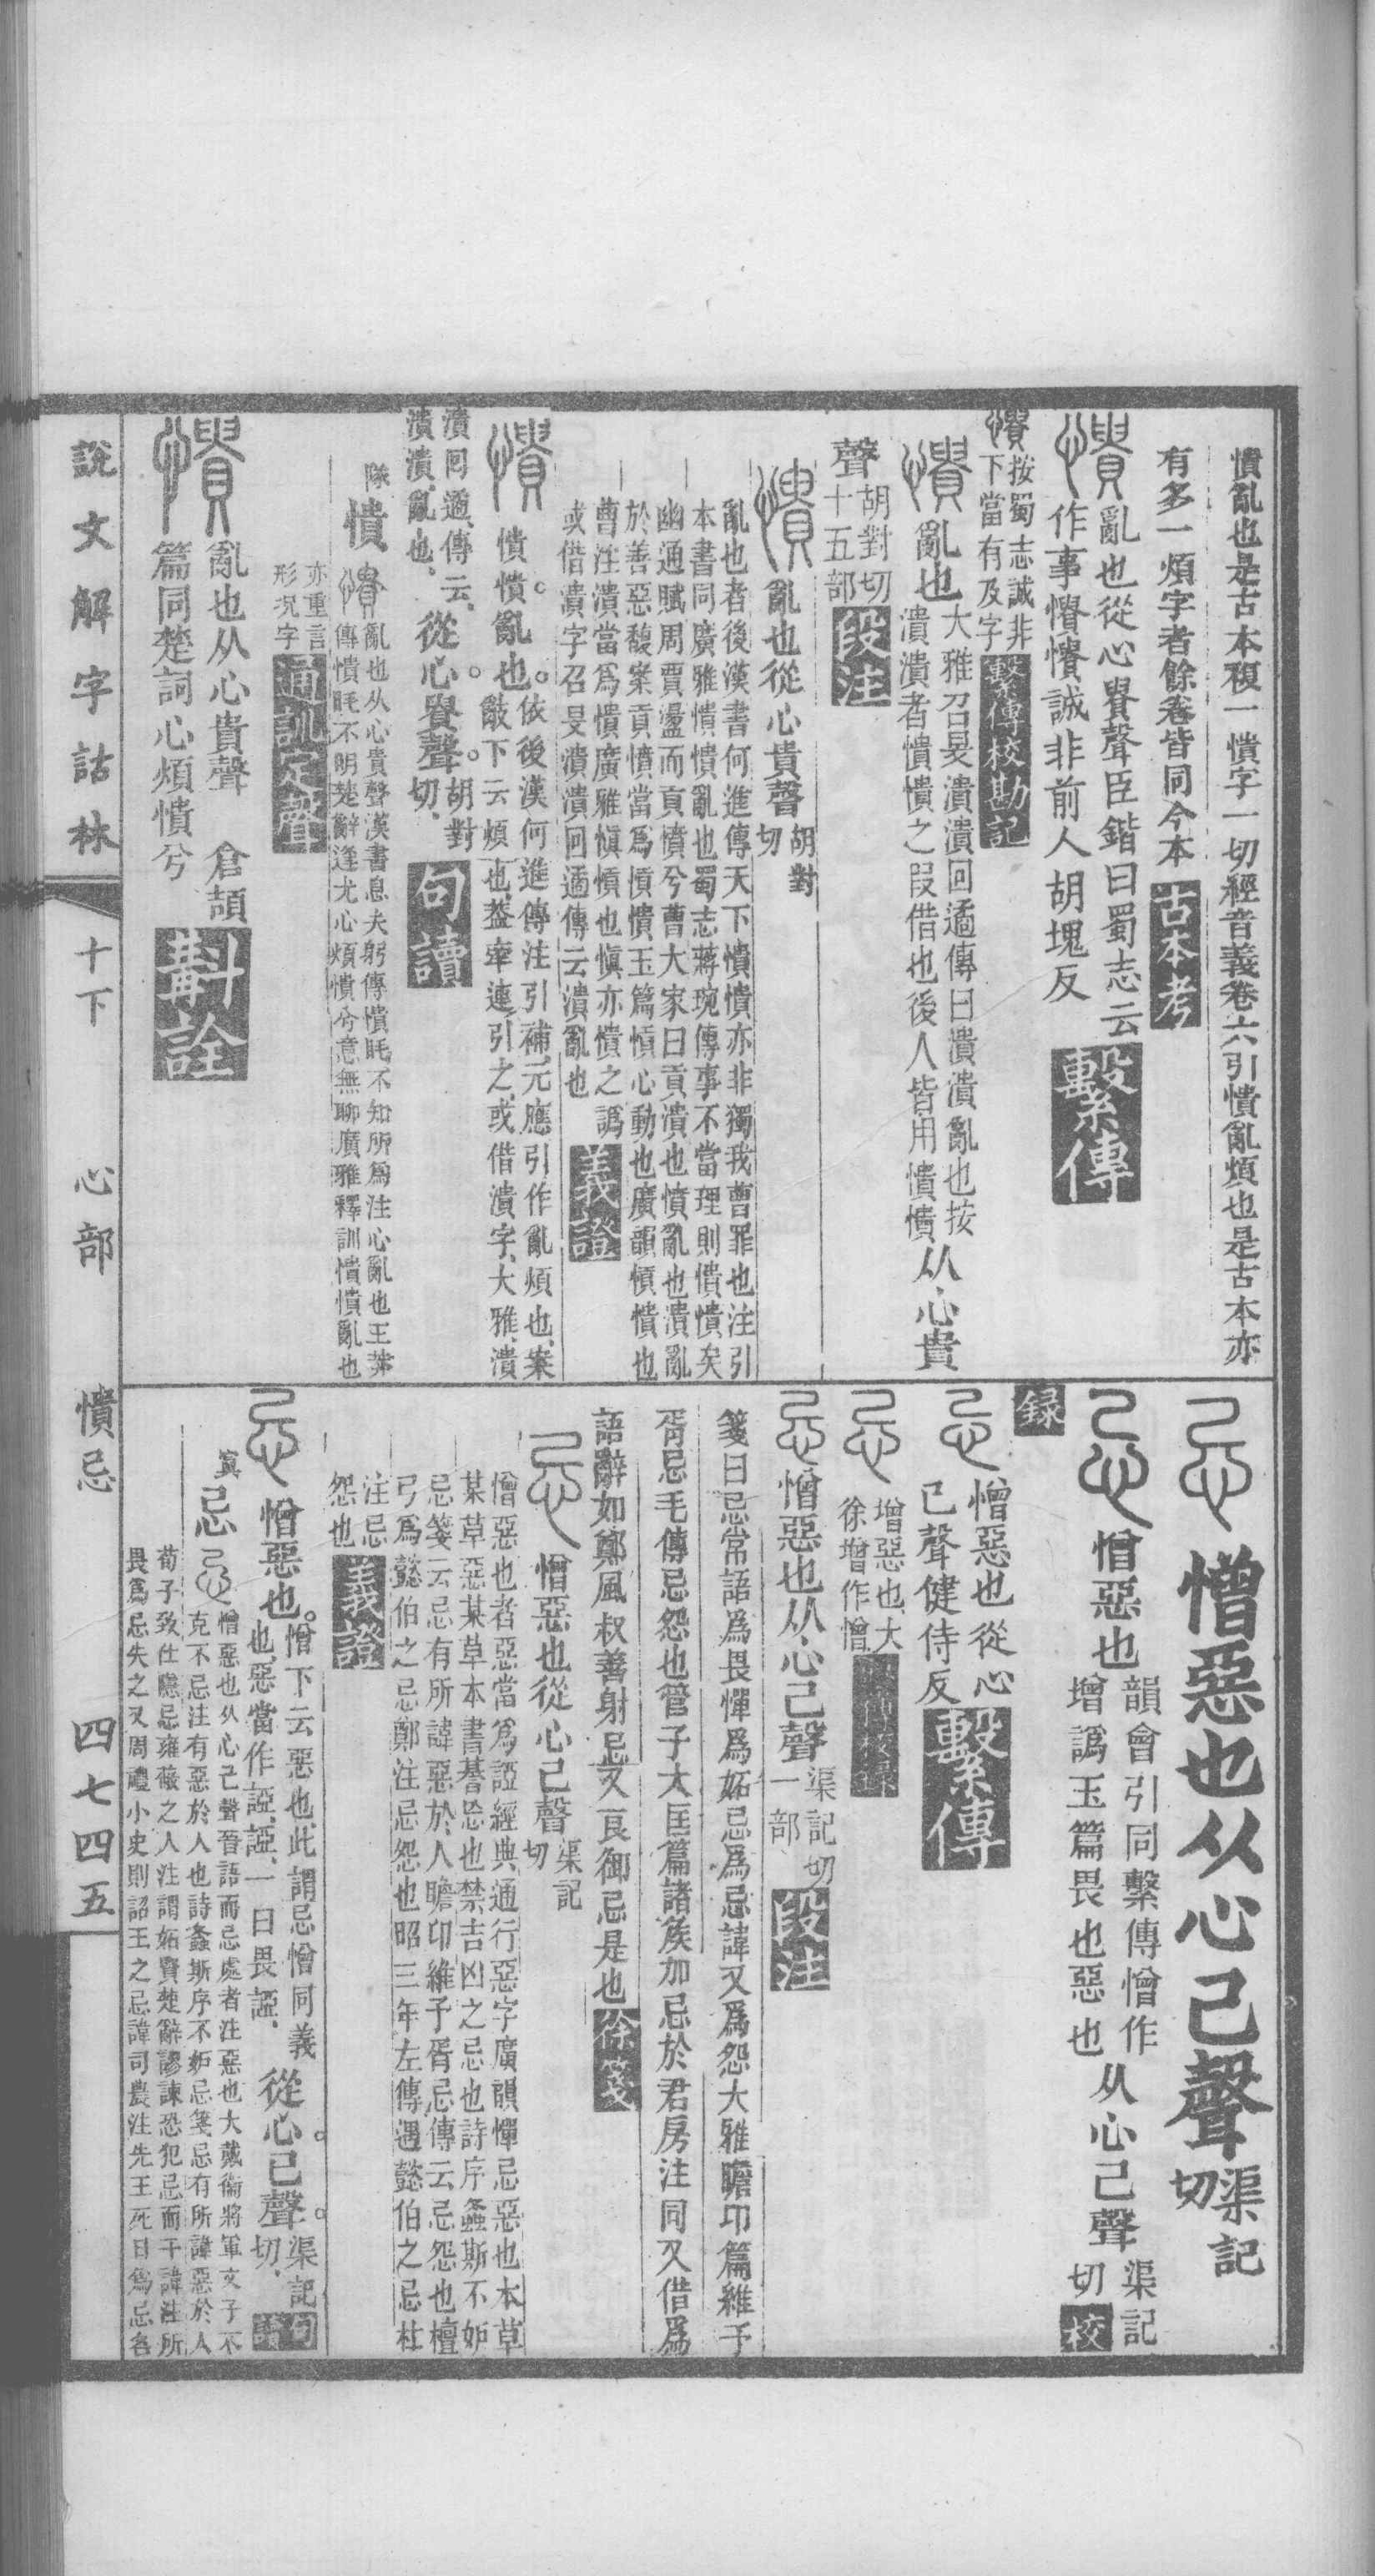 憒亂也是古本複一憒字一切經音義卷六引憒亂煩也是古本亦
有多一煩字者餘卷皆同今本 古本考
憒 亂也從心貴聲臣鍇曰蜀志云
作事憒憒誠非前人胡塊反 繫傳
憒 按蜀志誠非
下當有及字 繫傳校勘記
憒 亂也 大雅召旻潰潰回遹傳曰潰潰亂也按
潰潰者憒憒之叚借也後人皆用憒憒 从心貴
聲 胡對切
十五部 段注
憒 亂也從心貴聲 胡對
切
亂也者後漢書何進傳天下憒憒亦非獨我曹罪也注引
本書同廣雅憒憒亂也蜀志蔣琬傳事不當理則憒憒矣
幽通賦周賈盪而貢憤兮曹大家曰貢潰也憤亂也潰亂
於善惡馥案貢憤當爲愩憒玉篇愩心動也廣韻愩憒也
曹注潰當爲憒廣雅愼愩也愼亦憒之譌
或借潰字召旻潰潰回遹傳云潰亂也 義證
憒 憒憒。亂也。 依後漢何進傳注引補、元應引作亂煩也、案
㪤下云煩也、葢牽連引之、或借潰字、大雅、潰
潰回遹、傳云、
潰潰、亂也、 從心貴聲。 胡對
切、 句讀
隊 憒 憒 亂也从心貴聲漢書息夫躬傳憒眊不知所爲注心亂也王莽
傳憒眊不明楚辭逢尤心煩憒兮意無聊廣雅釋訓憒憒亂也
亦重言
形況字 通訓定聲
憒 亂也从心貴聲 倉頡
篇同楚詞心煩憒兮 斠詮
忌 憎惡也从心己聲 渠記
切
忌 憎惡也 韻會引同繫傳憎作
增譌玉篇畏也惡也 从心己聲 渠記
切 校
録
忌 憎惡也從心
己聲健侍反 繫傳
忌 增惡也、大
徐增作憎 繫傳校録
忌 憎惡也从心己聲 渠記切
一部 段注
箋曰忌常語爲畏憚爲妬忌爲忌諱又爲怨大雅瞻卬篇維予
胥忌毛傳忌怨也管子大匡篇諸侯加忌於君房注同又借爲
語辭如鄭風叔善射忌又良御忌是也 徐箋
忌 憎惡也從心己聲 渠記
切
憎惡也者惡當爲䛩經典通行惡字廣韻憚忌惡也本草
某草惡某草本書諅忌也禁吉凶之忌也詩序螽斯不妒
忌箋云忌有所諱惡於人瞻卬維予胥忌傳云忌怨也檀
弓爲懿伯之忌鄭注忌怨也昭三年左傳遇懿伯之忌杜
注忌
怨也 義證
忌 憎惡也。 憎下云、惡也、此謂忌憎同義
也、惡當作䛩、䛩、一曰畏䛩、 從心己聲。 渠記
切、 句讀
冀 忌 忌 憎惡也从心己聲晉語而忌處者注惡也大戴衞將軍文子不
克不忌注有惡於人也詩螽斯序不妒忌箋忌有所諱惡於人
荀子致仕隱忌雍蔽之人注謂妬賢楚辭謬諫恐犯忌而干諱注所
畏爲忌失之又周禮小史則詔王之忌諱司農注先王死日爲忌名
說文解字詁林 十下 心部 憒忌 四七四五